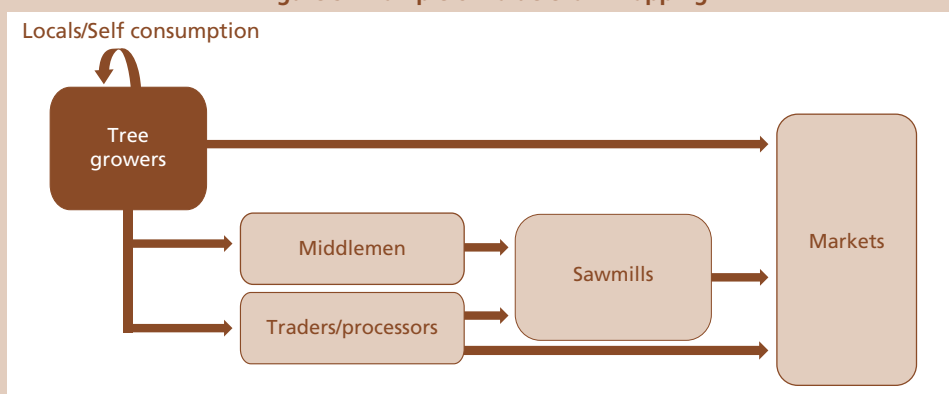 Locals/Self consumption
Tree
growers
Middlemen
Traders/processors
Sawmills
Markets